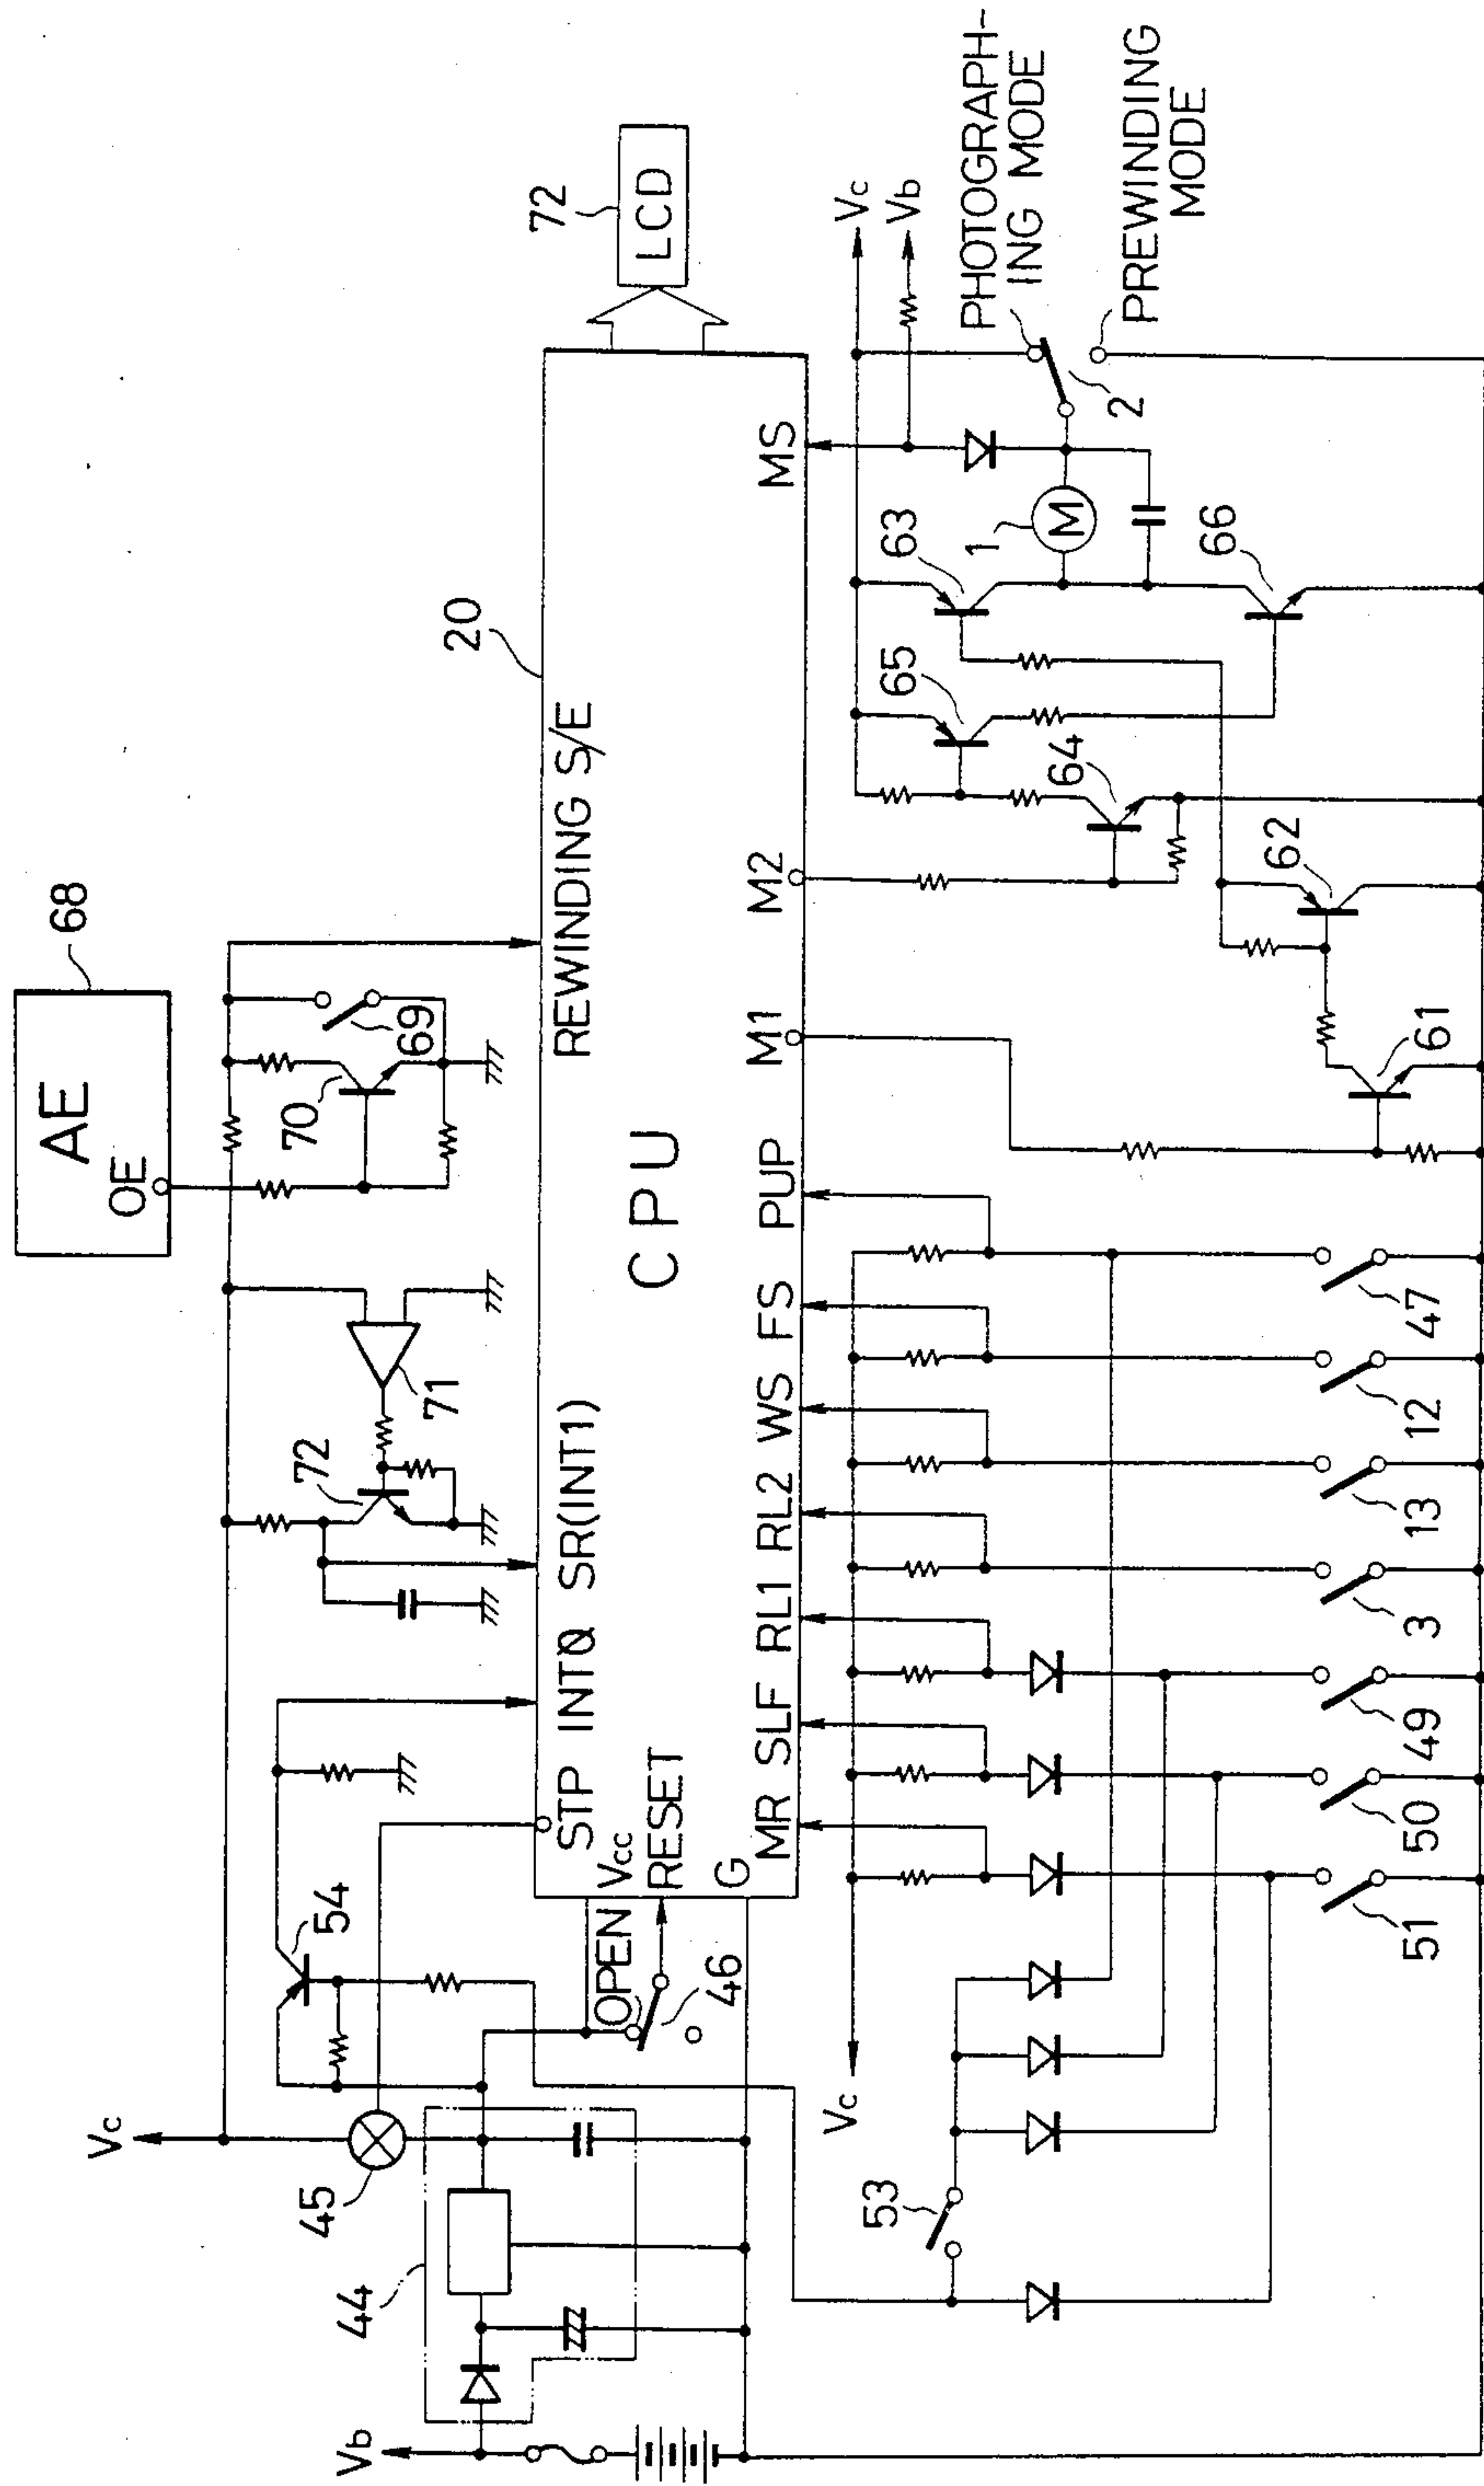 AE
OE
68
Vc
45
44
Vb
54
STP
INT0
SR(INT1)
REWINDING S/E
20
72
71
70
69
CPU
Vcc
RESET
G
OPEN
46
MR
SLF
RL1
RL2
WS
FS
PUP
M1
M2
MS
72
LCD
Vc
Vb
PHOTOGRAPH-
ING MODE
PREWINDING
MODE
2
1
M
63
65
64
66
62
61
Vc
53
51
50
49
3
13
12
47